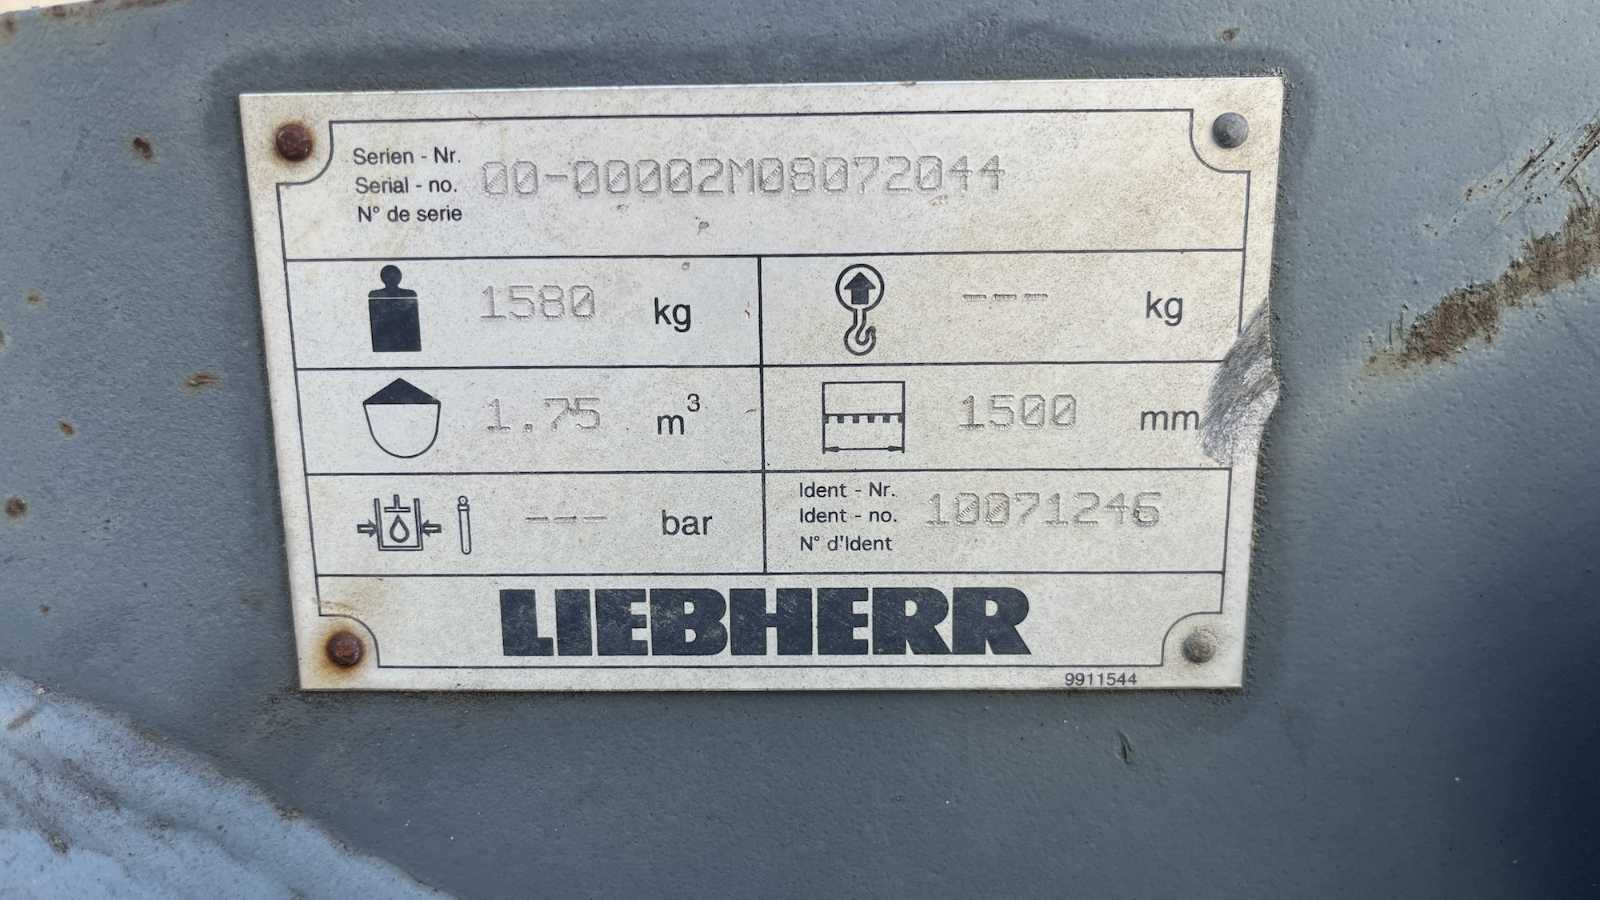 Serien - Nr.
Serial - no. 00-00002M08072044
N° de serie
1580 kg
--- kg
1.75 m³
1500 mm
--- bar
Ident - Nr.
Ident - no. 10071246
N° d'Ident
LIEBHERR
9911544